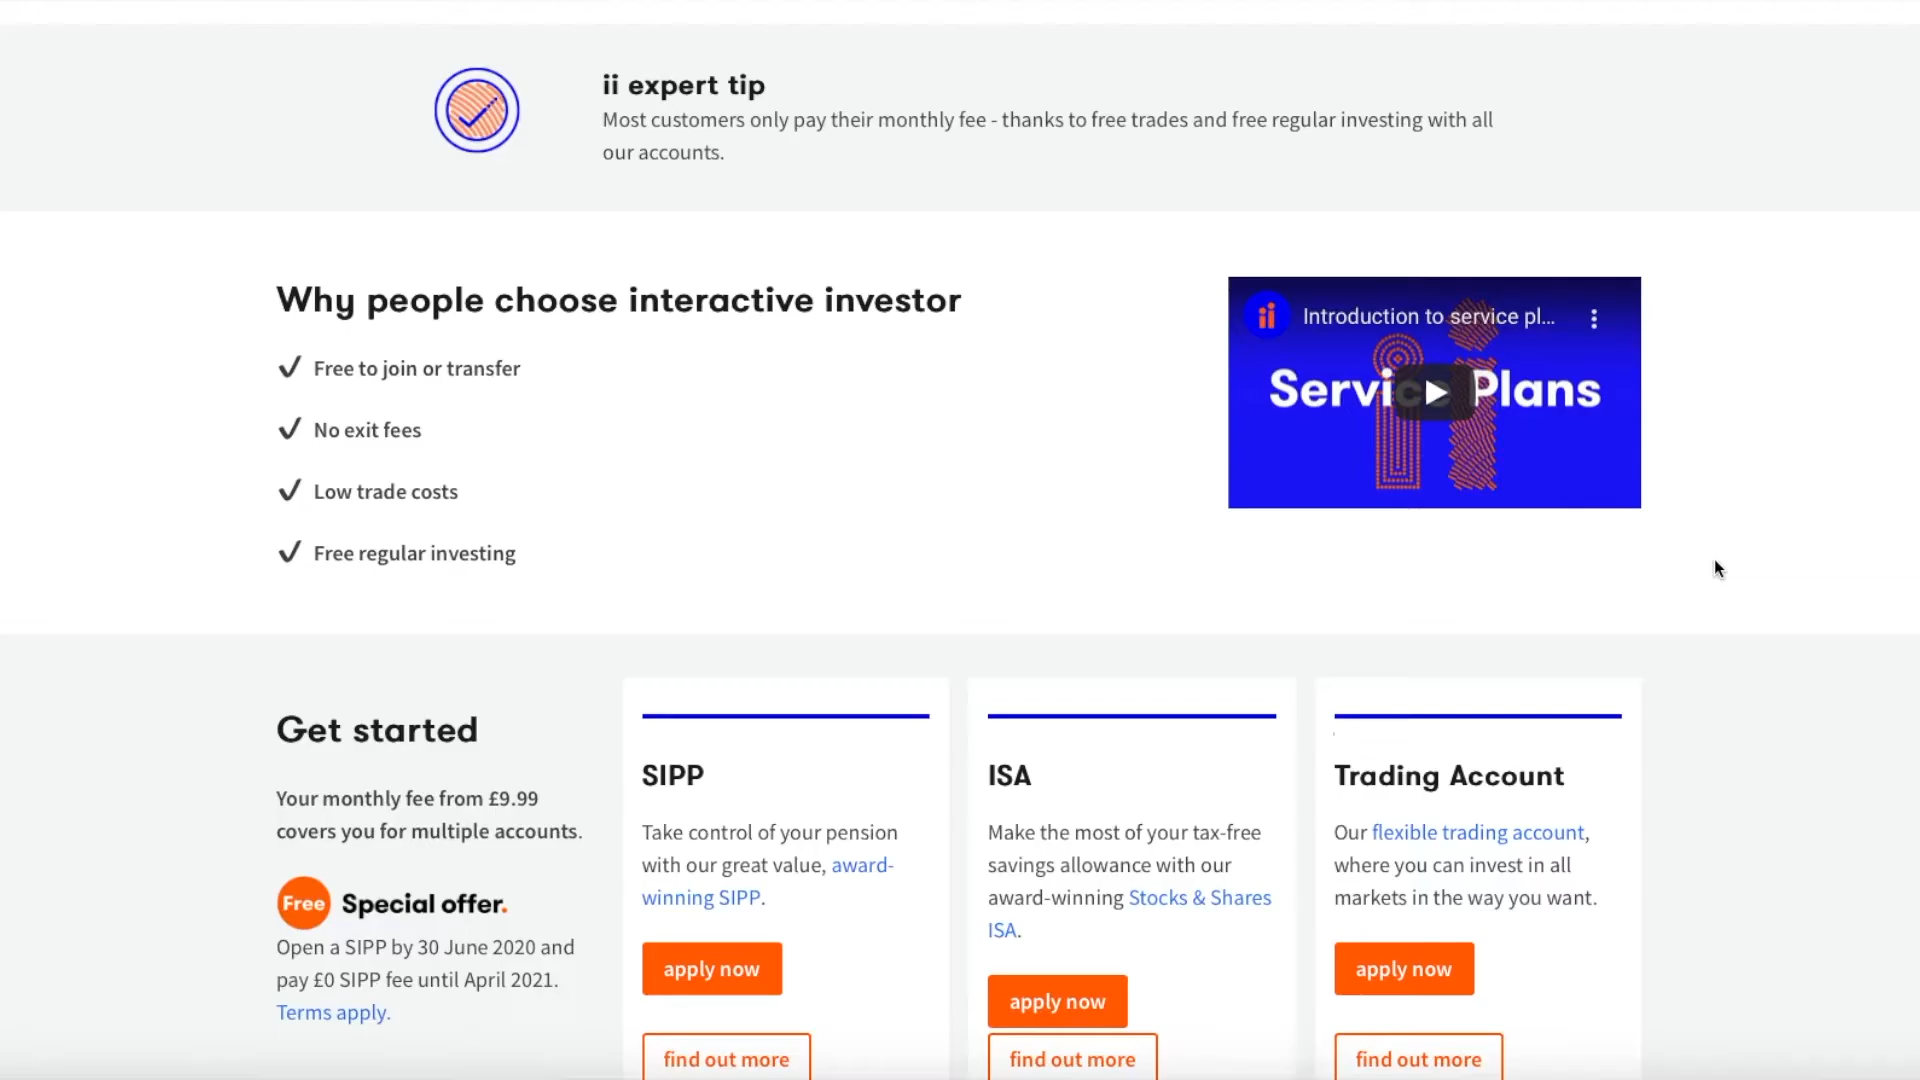 ii expert tip
Most customers only pay their monthly fee - thanks to free trades and free regular investing with all
our accounts.
Why people choose interactive investor
Free to join or transfer
No exit fees
Low trade costs
Free regular investing
ii
Introduction to service pl...
Service Plans
Get started
Your monthly fee from £9.99
covers you for multiple accounts.
Free Special offer.
Open a SIPP by 30 June 2020 and
pay £0 SIPP fee until April 2021.
Terms apply.
SIPP
Take control of your pension
with our great value, award-
winning SIPP.
apply now
find out more
ISA
Make the most of your tax-free
savings allowance with our
award-winning Stocks & Shares
ISA.
apply now
find out more
Trading Account
Our flexible trading account,
where you can invest in all
markets in the way you want.
apply now
find out more